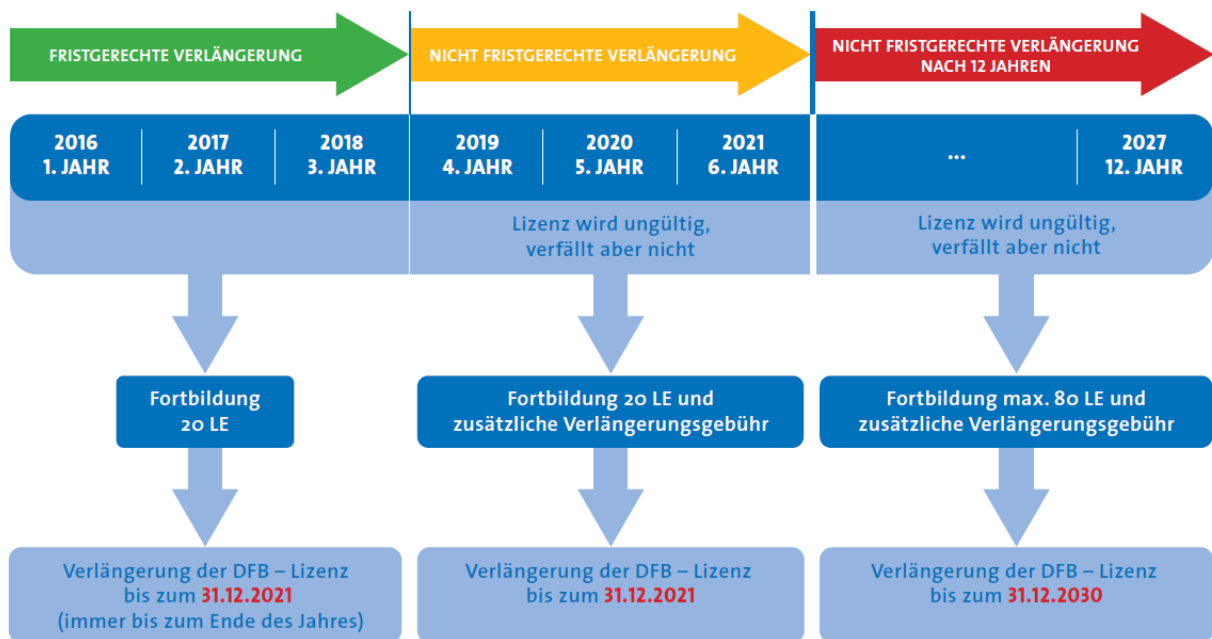 FRISTGERECHTE VERLÄNGERUNG
NICHT FRISTGERECHTE VERLÄNGERUNG
NICHT FRISTGERECHTE VERLÄNGERUNG
NACH 12 JAHREN
2016
1. JAHR
2017
2. JAHR
2018
3. JAHR
2019
4. JAHR
2020
5. JAHR
2021
6. JAHR
...
2027
12. JAHR
Lizenz wird ungültig,
verfällt aber nicht
Lizenz wird ungültig,
verfällt aber nicht
Fortbildung
20 LE
Fortbildung 20 LE und
zusätzliche Verlängerungsgebühr
Fortbildung max. 80 LE und
zusätzliche Verlängerungsgebühr
Verlängerung der DFB – Lizenz
bis zum 31.12.2021
(immer bis zum Ende des Jahres)
Verlängerung der DFB – Lizenz
bis zum 31.12.2021
Verlängerung der DFB – Lizenz
bis zum 31.12.2030